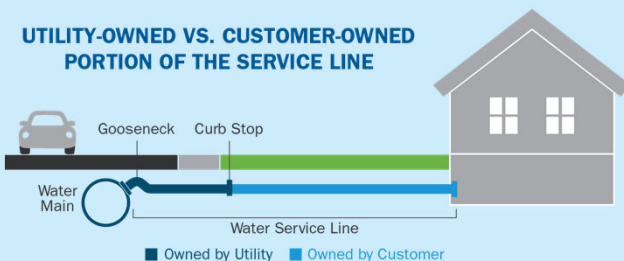 UTILITY-OWNED VS. CUSTOMER-OWNED
PORTION OF THE SERVICE LINE
Gooseneck
Curb Stop
Water
Main
Water Service Line
Owned by Utility
Owned by Customer